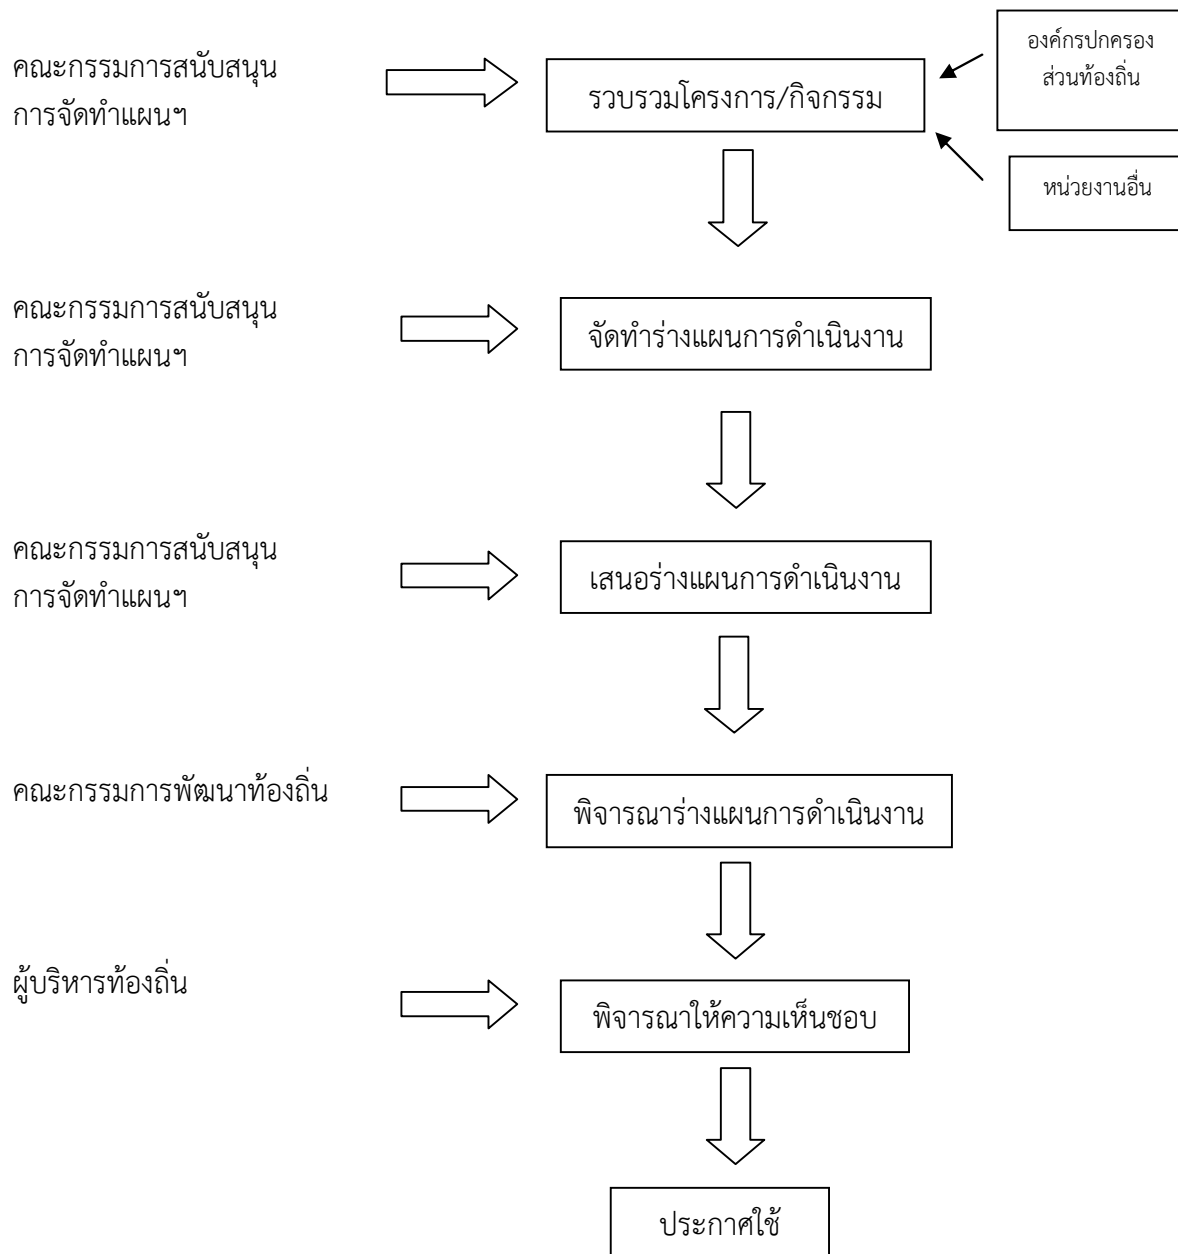 คณะกรรมการสนับสนุน
การจัดทำแผนฯ
รวบรวมโครงการ/กิจกรรม
องค์กรปกครอง
ส่วนท้องถิ่น
หน่วยงานอื่น
คณะกรรมการสนับสนุน
การจัดทำแผนฯ
จัดทำร่างแผนการดำเนินงาน
คณะกรรมการสนับสนุน
การจัดทำแผนฯ
เสนอร่างแผนการดำเนินงาน
คณะกรรมการพัฒนาท้องถิ่น
พิจารณาร่างแผนการดำเนินงาน
ผู้บริหารท้องถิ่น
พิจารณาให้ความเห็นชอบ
ประกาศใช้